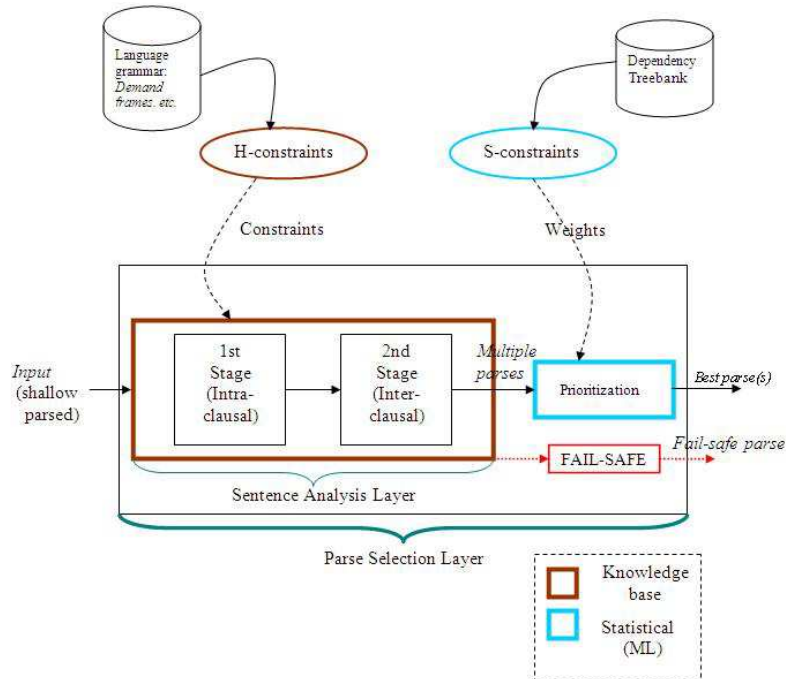 Language
grammar:
Demand
frames. etc.
Dependency
Treebank
H-constraints
S-constraints
Constraints
Weights
1st
Stage
(Intra-
clausal)
2nd
Stage
(Inter-
clausal)
Multiple
parses
Input
(shallow
parsed)
Prioritization
Best parse(s)
FAIL-SAFE
Fail-safe parse
Sentence Analysis Layer
Parse Selection Layer
Knowledge
base
Statistical
(ML)